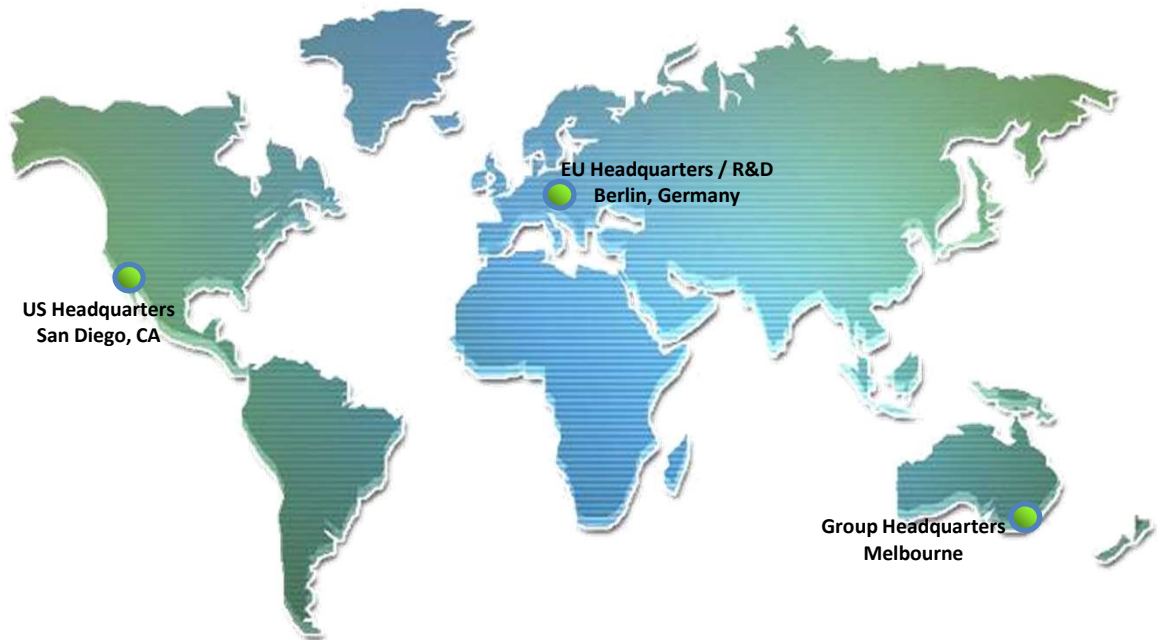 EU Headquarters / R&D
Berlin, Germany
US Headquarters
San Diego, CA
Group Headquarters
Melbourne